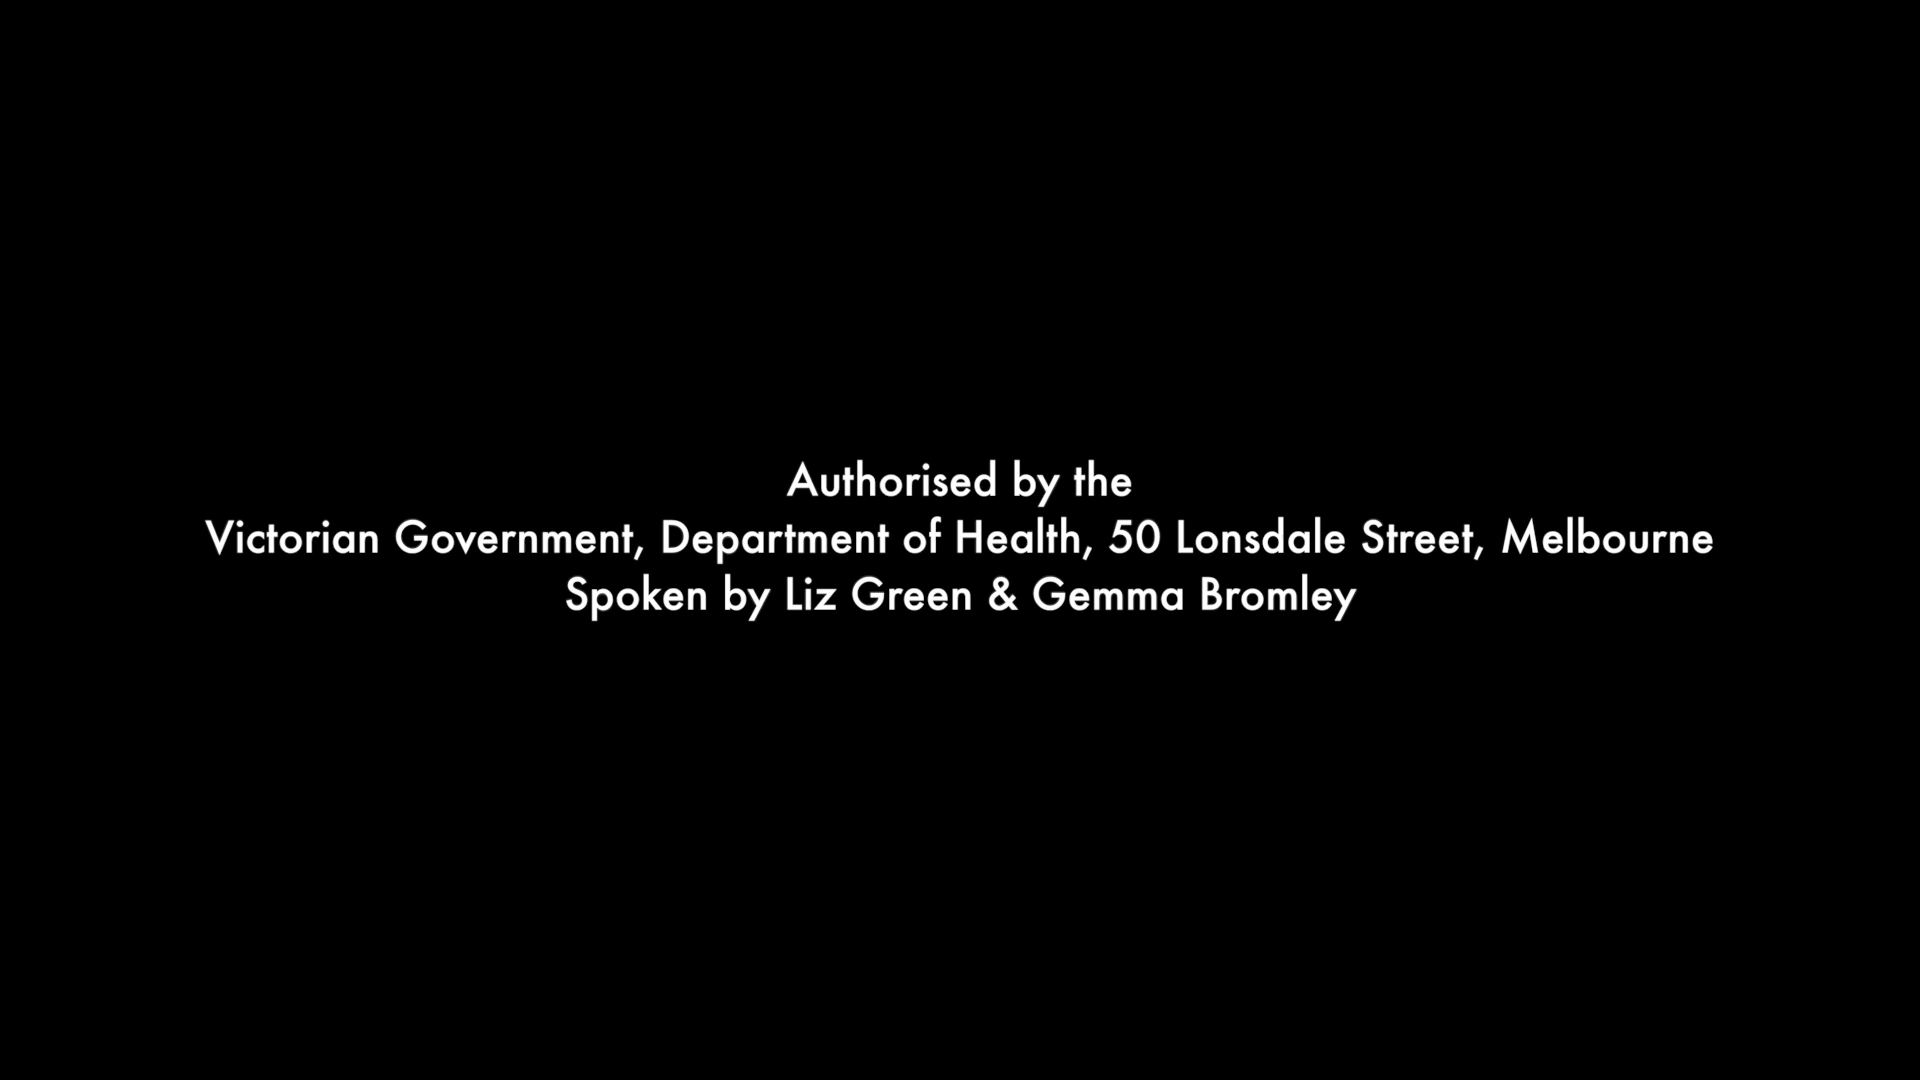 Authorised by the
Victorian Government, Department of Health, 50 Lonsdale Street, Melbourne
Spoken by Liz Green & Gemma Bromley